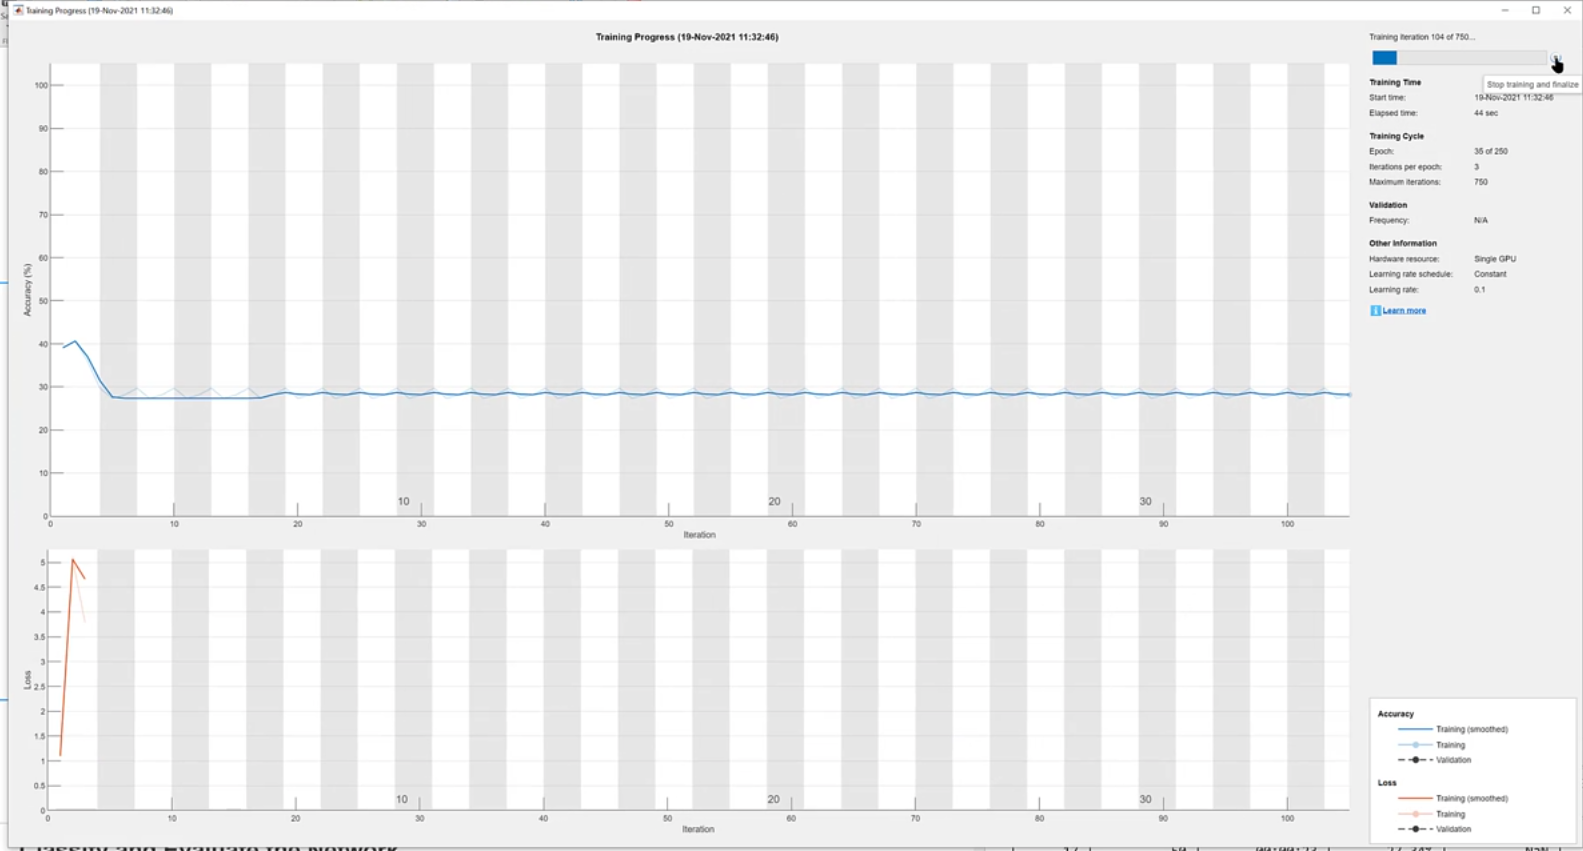 Training Progress (19-Nov-2021 11:32:46)
Training Progress (19-Nov-2021 11:32:46)
100
90
80
70
60
50
40
30
20
10
0
Accuracy (%)
10
20
30
0
10
20
30
40
50
60
70
80
90
100
Iteration
5
4.5
4
3.5
3
2.5
2
1.5
1
0.5
0
Loss
10
20
30
0
10
20
30
40
50
60
70
80
90
100
Iteration
Training iteration 104 of 750...
Stop training and finalize
Training Time
Start time: 19-Nov-2021 11:32:46
Elapsed time: 44 sec
Training Cycle
Epoch: 35 of 250
Iterations per epoch: 3
Maximum iterations: 750
Validation
Frequency: N/A
Other Information
Hardware resource: Single GPU
Learning rate schedule: Constant
Learning rate: 0.1
Learn more
Accuracy
Training (smoothed)
Training
Validation
Loss
Training (smoothed)
Training
Validation
Classify and Evaluate the Network